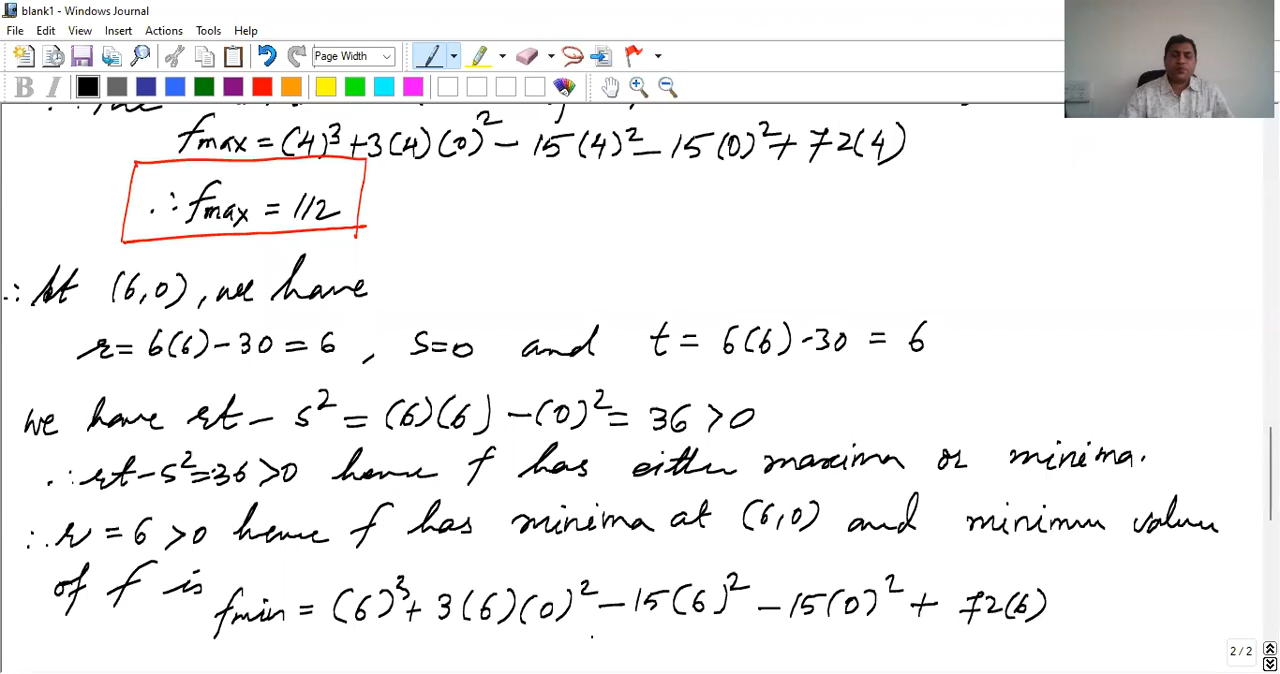 blank1 - Windows Journal
File Edit View Insert Actions Tools Help
Page Width
B I
∴ The
fmax = (4)³ + 3(4)(0)² - 15(4)² - 15(0)² + 72(4)
∴ fmax = 112
∴ At (6,0), we have
r = 6(6) - 30 = 6 , s = 0 and t = 6(6) - 30 = 6
we have rt - s² = (6)(6) - (0)² = 36 > 0
∴ rt - s² = 36 > 0 hence f has either maxima or minima.
∴ r = 6 > 0 hence f has minima at (6,0) and minimum value
of f is
fmin = (6)³ + 3(6)(0)² - 15(6)² - 15(0)² + 72(6)
2 / 2